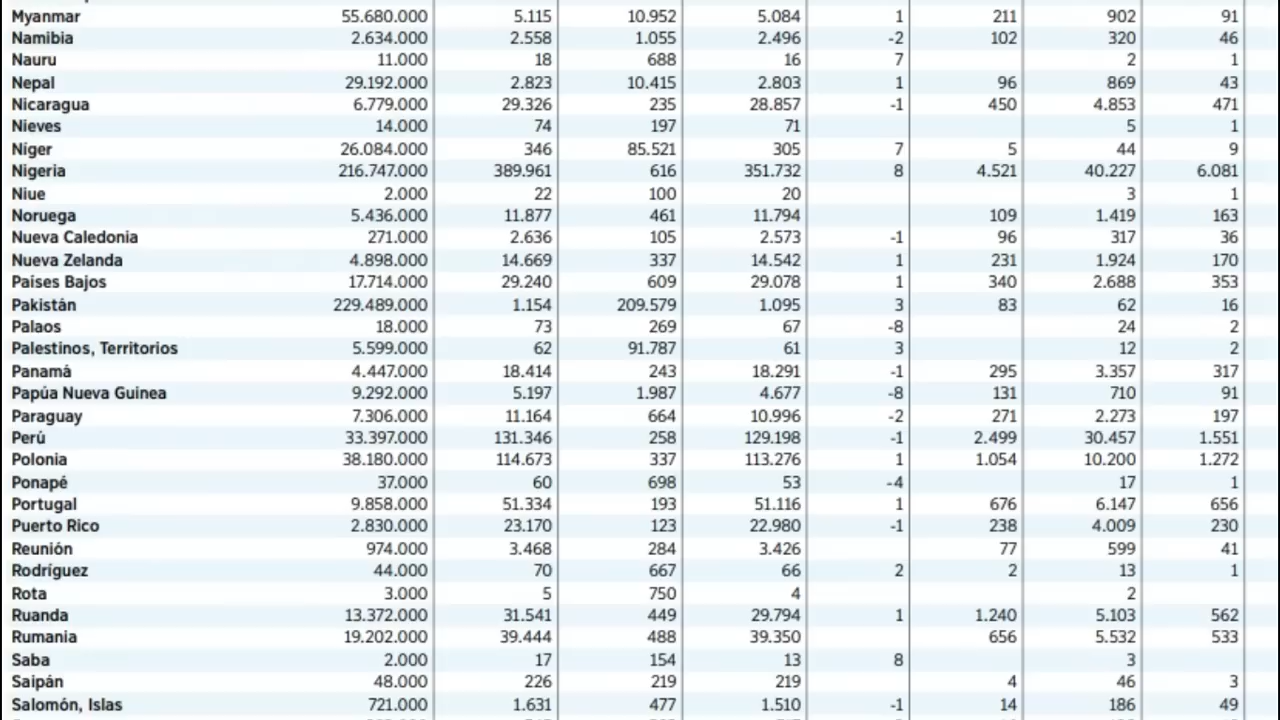 Myanmar 55.680.000 5.115 10.952 5.084 1 211 902 91
Namibia 2.634.000 2.558 1.055 2.496 -2 102 320 46
Nauru 11.000 18 688 16 7 2 1
Nepal 29.192.000 2.823 10.415 2.803 1 96 869 43
Nicaragua 6.779.000 29.326 235 28.857 -1 450 4.853 471
Nieves 14.000 74 197 71 5 1
Níger 26.084.000 346 85.521 305 7 5 44 9
Nigeria 216.747.000 389.961 616 351.732 8 4.521 40.227 6.081
Niue 2.000 22 100 20 3 1
Noruega 5.436.000 11.877 461 11.794 109 1.419 163
Nueva Caledonia 271.000 2.636 105 2.573 -1 96 317 36
Nueva Zelanda 4.898.000 14.669 337 14.542 1 231 1.924 170
Países Bajos 17.714.000 29.240 609 29.078 1 340 2.688 353
Pakistán 229.489.000 1.154 209.579 1.095 3 83 62 16
Palaos 18.000 73 269 67 -8 24 2
Palestinos, Territorios 5.599.000 62 91.787 61 3 12 2
Panamá 4.447.000 18.414 243 18.291 -1 295 3.357 317
Papúa Nueva Guinea 9.292.000 5.197 1.987 4.677 -8 131 710 91
Paraguay 7.306.000 11.164 664 10.996 -2 271 2.273 197
Perú 33.397.000 131.346 258 129.198 -1 2.499 30.457 1.551
Polonia 38.180.000 114.673 337 113.276 1 1.054 10.200 1.272
Ponapé 37.000 60 698 53 -4 17 1
Portugal 9.858.000 51.334 193 51.116 1 676 6.147 656
Puerto Rico 2.830.000 23.170 123 22.980 -1 238 4.009 230
Reunión 974.000 3.468 284 3.426 77 599 41
Rodríguez 44.000 70 667 66 2 2 13 1
Rota 3.000 5 750 4 2
Ruanda 13.372.000 31.541 449 29.794 1 1.240 5.103 562
Rumania 19.202.000 39.444 488 39.350 656 5.532 533
Saba 2.000 17 154 13 8 3
Saipán 48.000 226 219 219 4 46 3
Salomón, Islas 721.000 1.631 477 1.510 -1 14 186 49